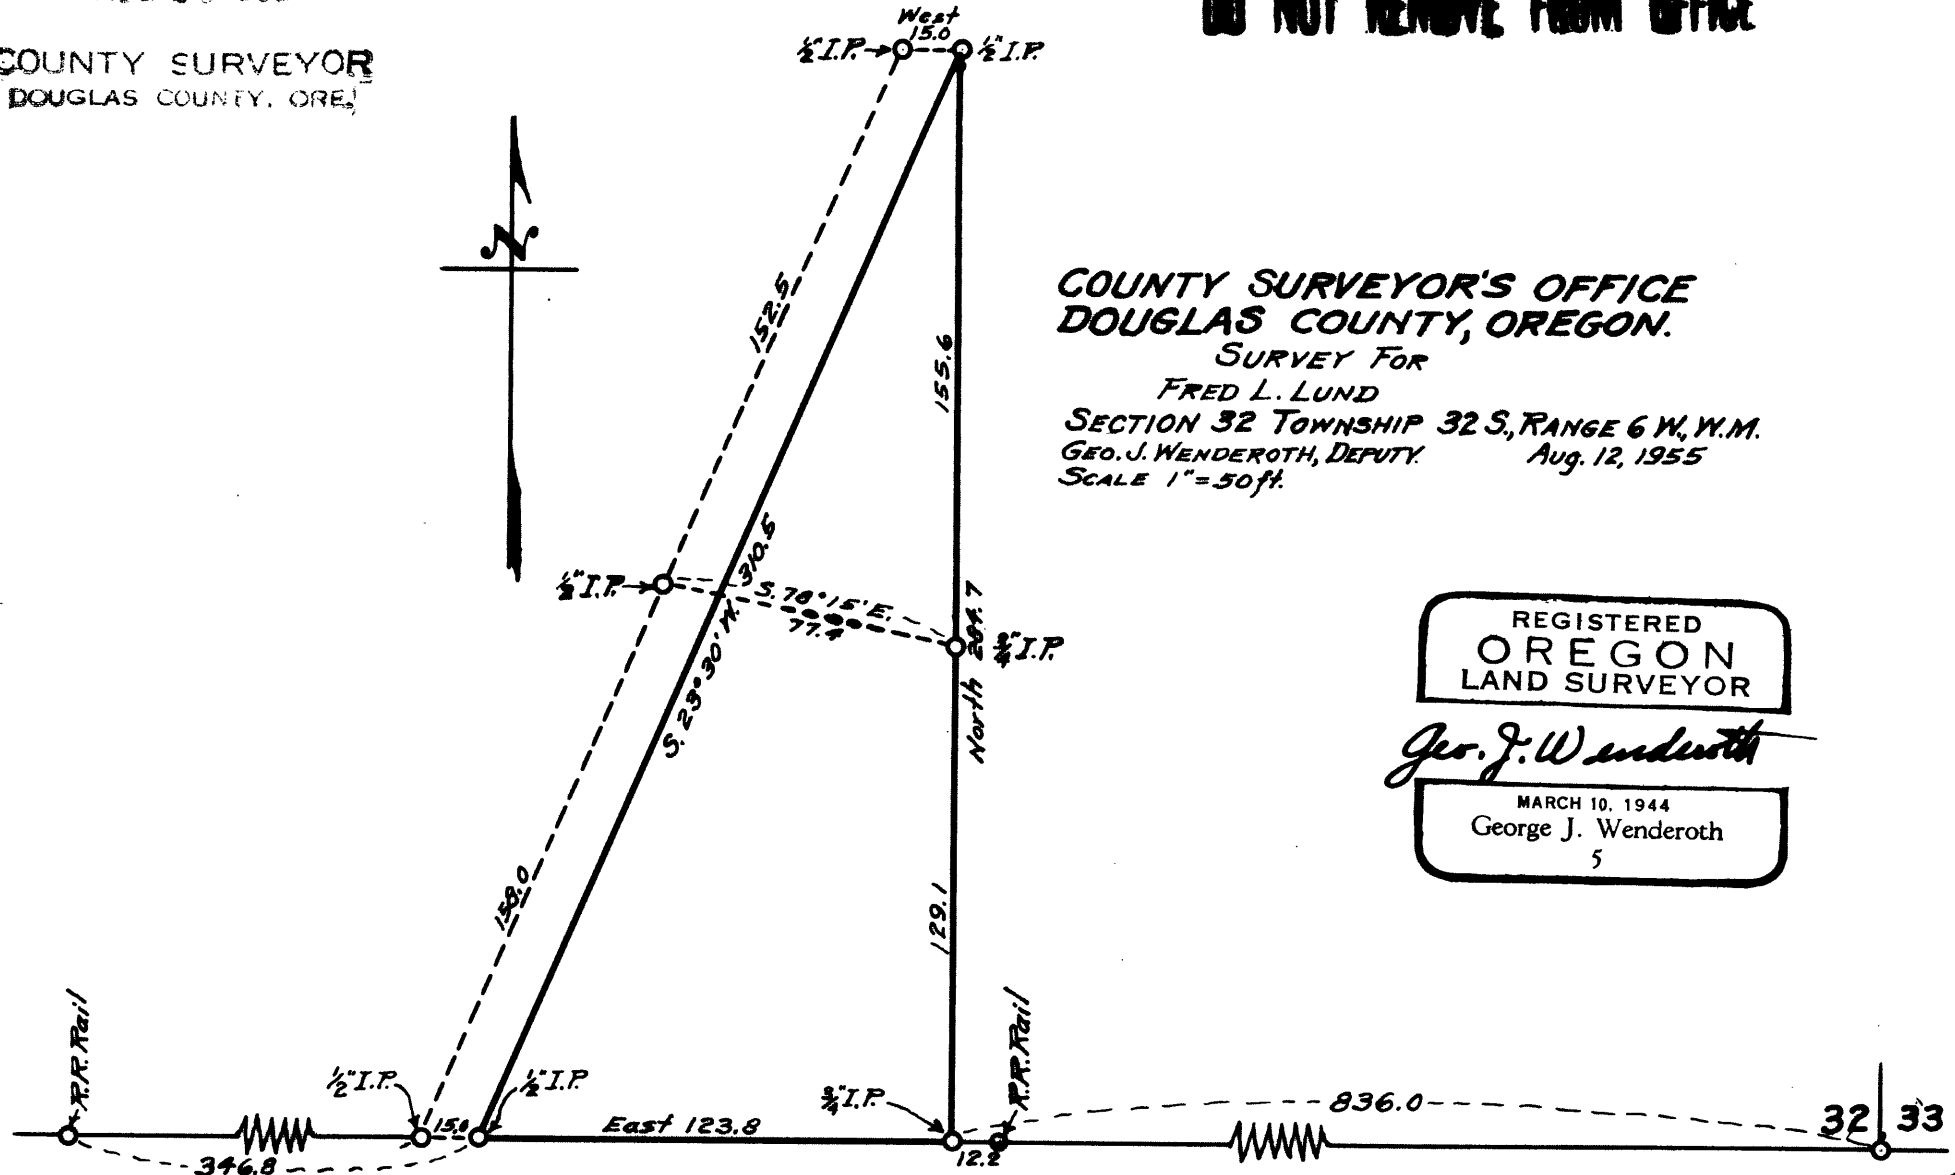 COUNTY SURVEYOR
DOUGLAS COUNTY, ORE.
DO NOT REMOVE FROM OFFICE
West
15.0
½" I.P.
½" I.P.
N
152.5
155.6
COUNTY SURVEYOR'S OFFICE
DOUGLAS COUNTY, OREGON.
SURVEY FOR
FRED L. LUND
SECTION 32 TOWNSHIP 32 S., RANGE 6 W., W.M.
GEO. J. WENDEROTH, DEPUTY. Aug. 12, 1955
SCALE 1"=50ft.
½" I.P.
S. 23°30' W. 310.5
S. 78°15' E.
77.4
North 284.7
¾" I.P.
REGISTERED
OREGON
LAND SURVEYOR
Geo. J. Wenderoth
MARCH 10, 1944
George J. Wenderoth
5
158.0
129.1
R.R. Rail
½" I.P.
½" I.P.
¾" I.P.
R.R. Rail
346.8
15.0
East 123.8
12.2
836.0
32 33